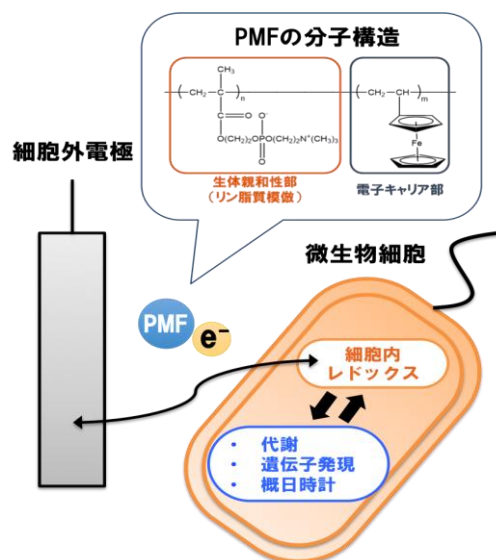 PMFの分子構造
CH₃
CH₂
C
n
C=O
O⁻
O(CH₂)₂OPO(CH₂)₂N⁺(CH₃)₃
O
CH₂
CH
m
Fe
生体親和性部
(リン脂質模倣)
電子キャリア部
細胞外電極
微生物細胞
PMF
e⁻
細胞内
レドックス
・ 代謝
・ 遺伝子発現
・ 概日時計